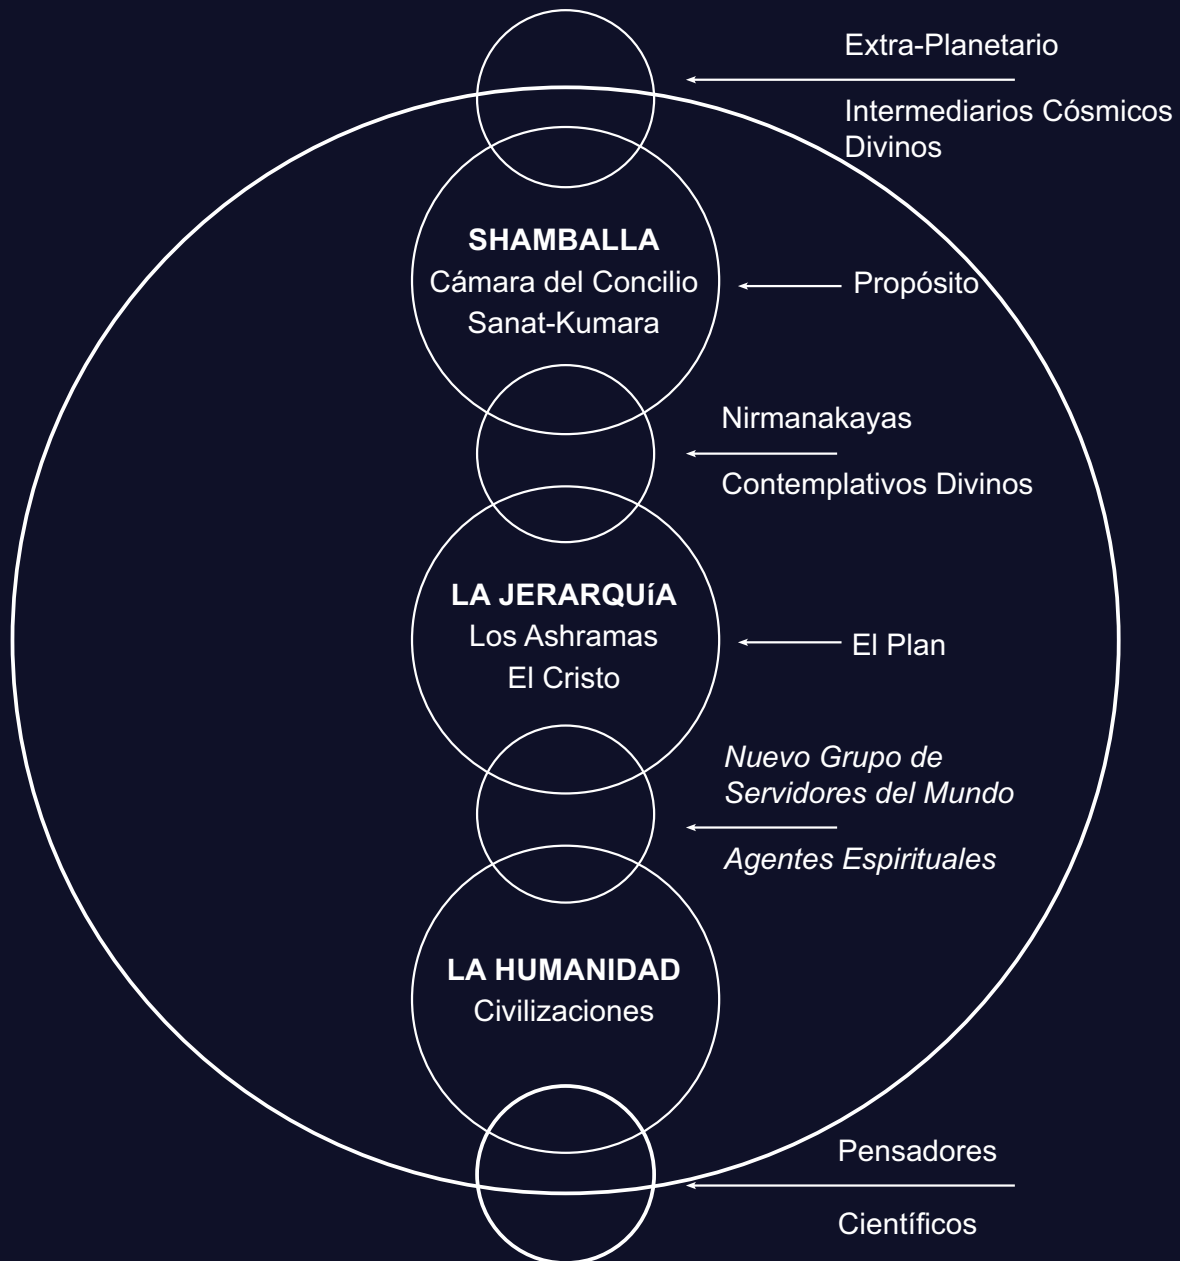 Extra-Planetario
Intermediarios Cósmicos
Divinos
SHAMBALLA
Cámara del Concilio
Sanat-Kumara
Propósito
Nirmanakayas
Contemplativos Divinos
LA JERARQUíA
Los Ashramas
El Cristo
El Plan
Nuevo Grupo de
Servidores del Mundo
Agentes Espirituales
LA HUMANIDAD
Civilizaciones
Pensadores
Científicos